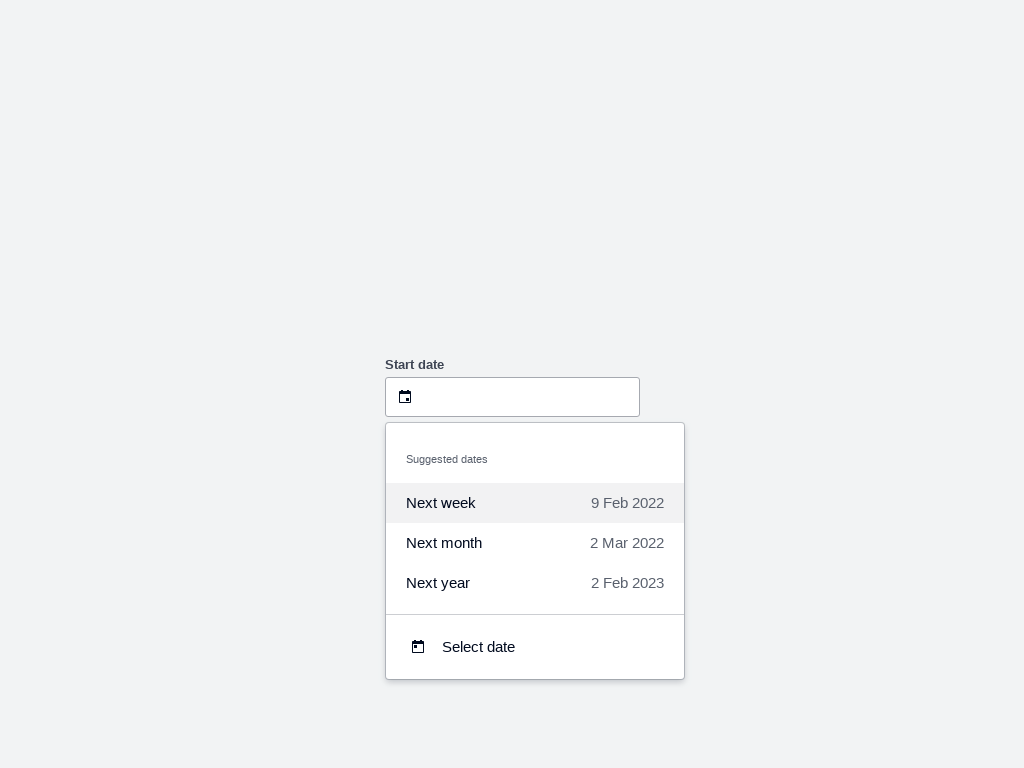 Start date
Suggested dates
Next week 9 Feb 2022
Next month 2 Mar 2022
Next year 2 Feb 2023
Select date